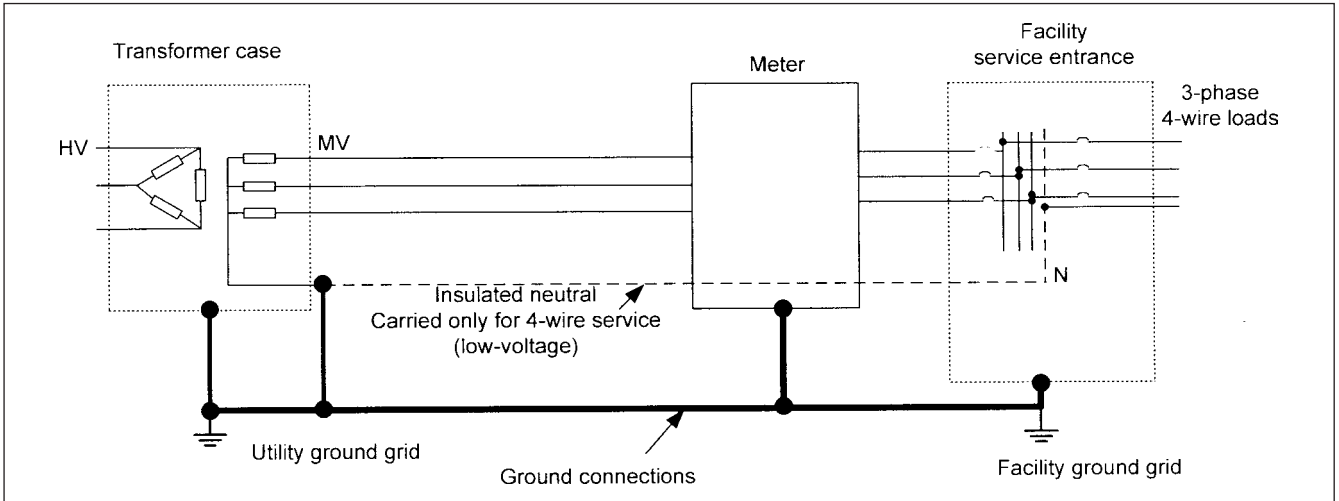 Transformer case
Meter
Facility
service entrance
3-phase
4-wire loads
HV
MV
N
Insulated neutral
Carried only for 4-wire service
(low-voltage)
Utility ground grid
Ground connections
Facility ground grid